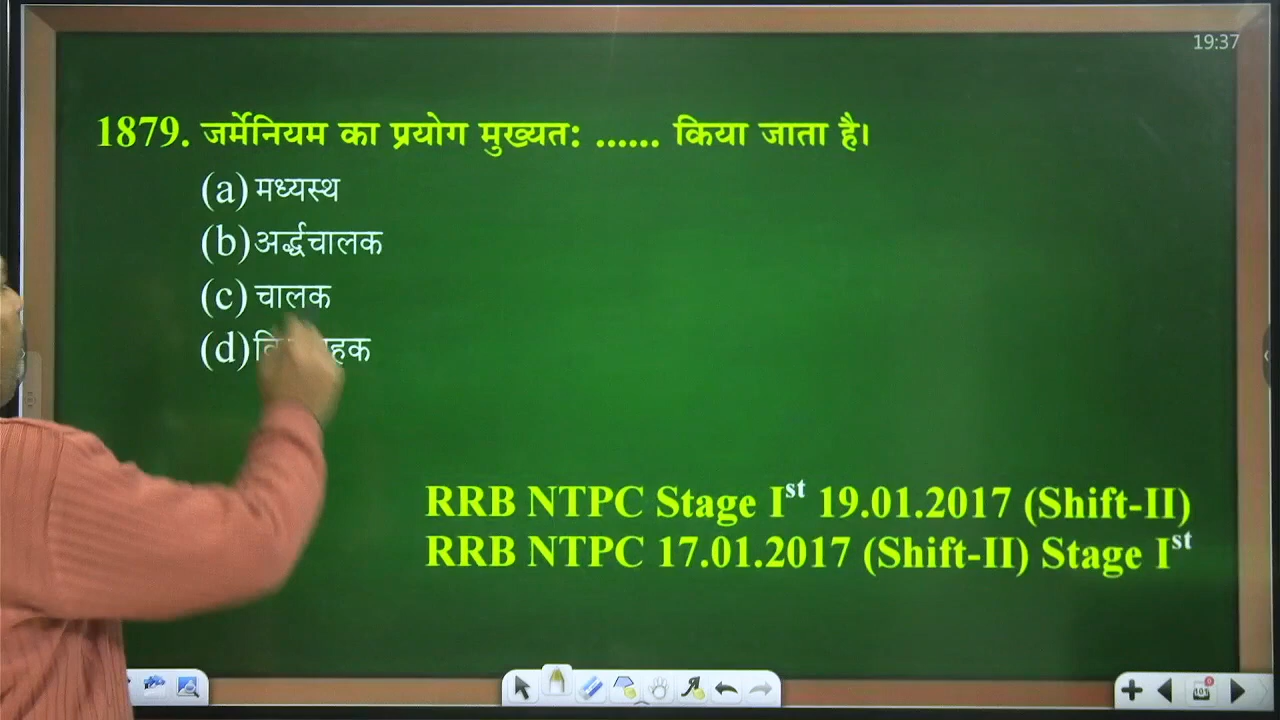 19:37
1879. जर्मेनियम का प्रयोग मुख्यत: ...... किया जाता है।
(a) मध्यस्थ
(b) अर्द्धचालक
(c) चालक
(d)
RRB NTPC Stage Ist 19.01.2017 (Shift-II)
RRB NTPC 17.01.2017 (Shift-II) Stage Ist